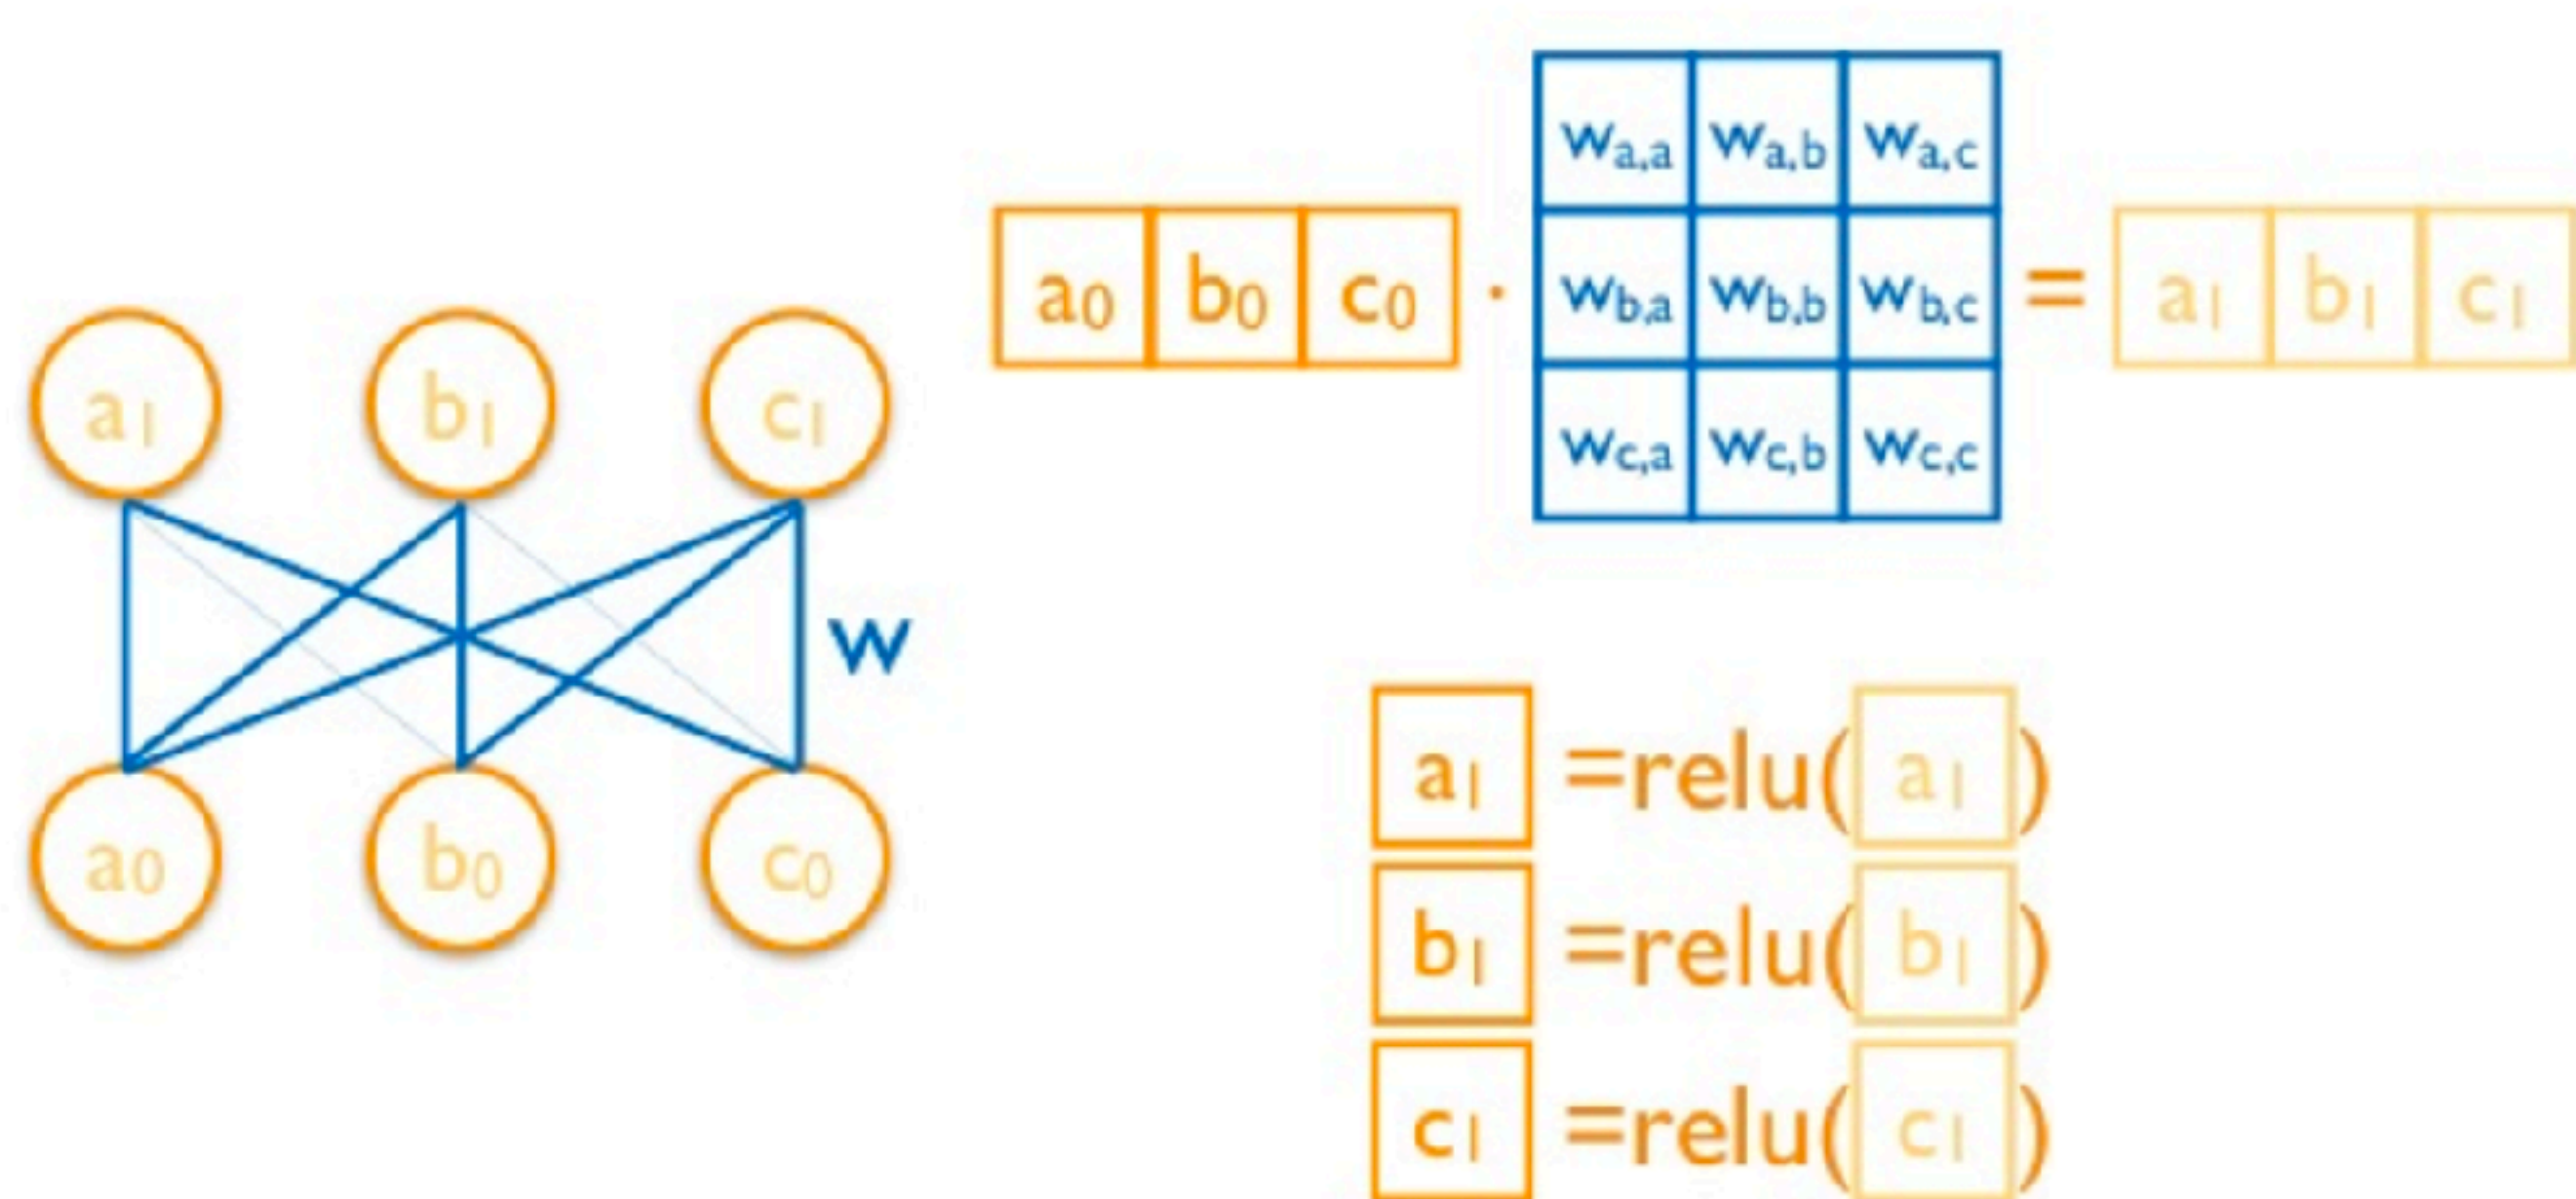 a0 b0 c0 · wa,a wa,b wa,c = a1 b1 c1
wb,a wb,b wb,c
wc,a wc,b wc,c
a1 b1 c1
w
a0 b0 c0
a1 =relu( a1 )
b1 =relu( b1 )
c1 =relu( c1 )